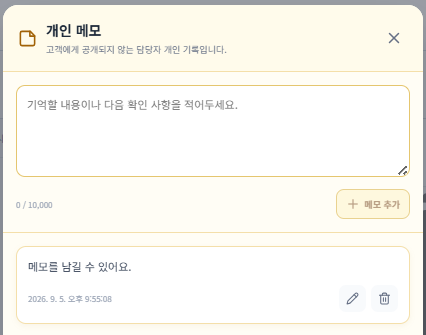 개인 메모
고객에게 공개되지 않는 담당자 개인 기록입니다.
기억할 내용이나 다음 확인 사항을 적어두세요.
0 / 10,000
메모 추가
메모를 남길 수 있어요.
2026. 9. 5. 오후 9:55:08